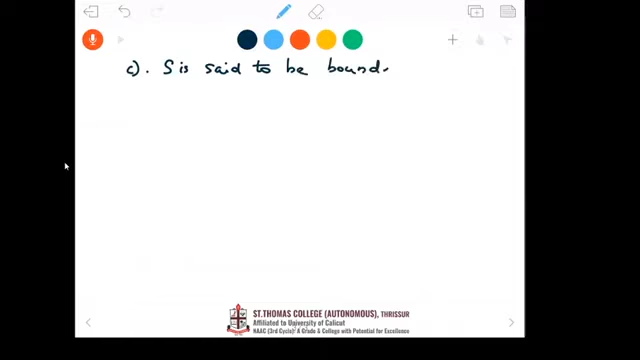 c). S is said to be bound
ST.THOMAS COLLEGE (AUTONOMOUS), THRISSUR
Affiliated to University of Calicut
NAAC (3rd Cycle) A Grade & College with Potential for Excellence